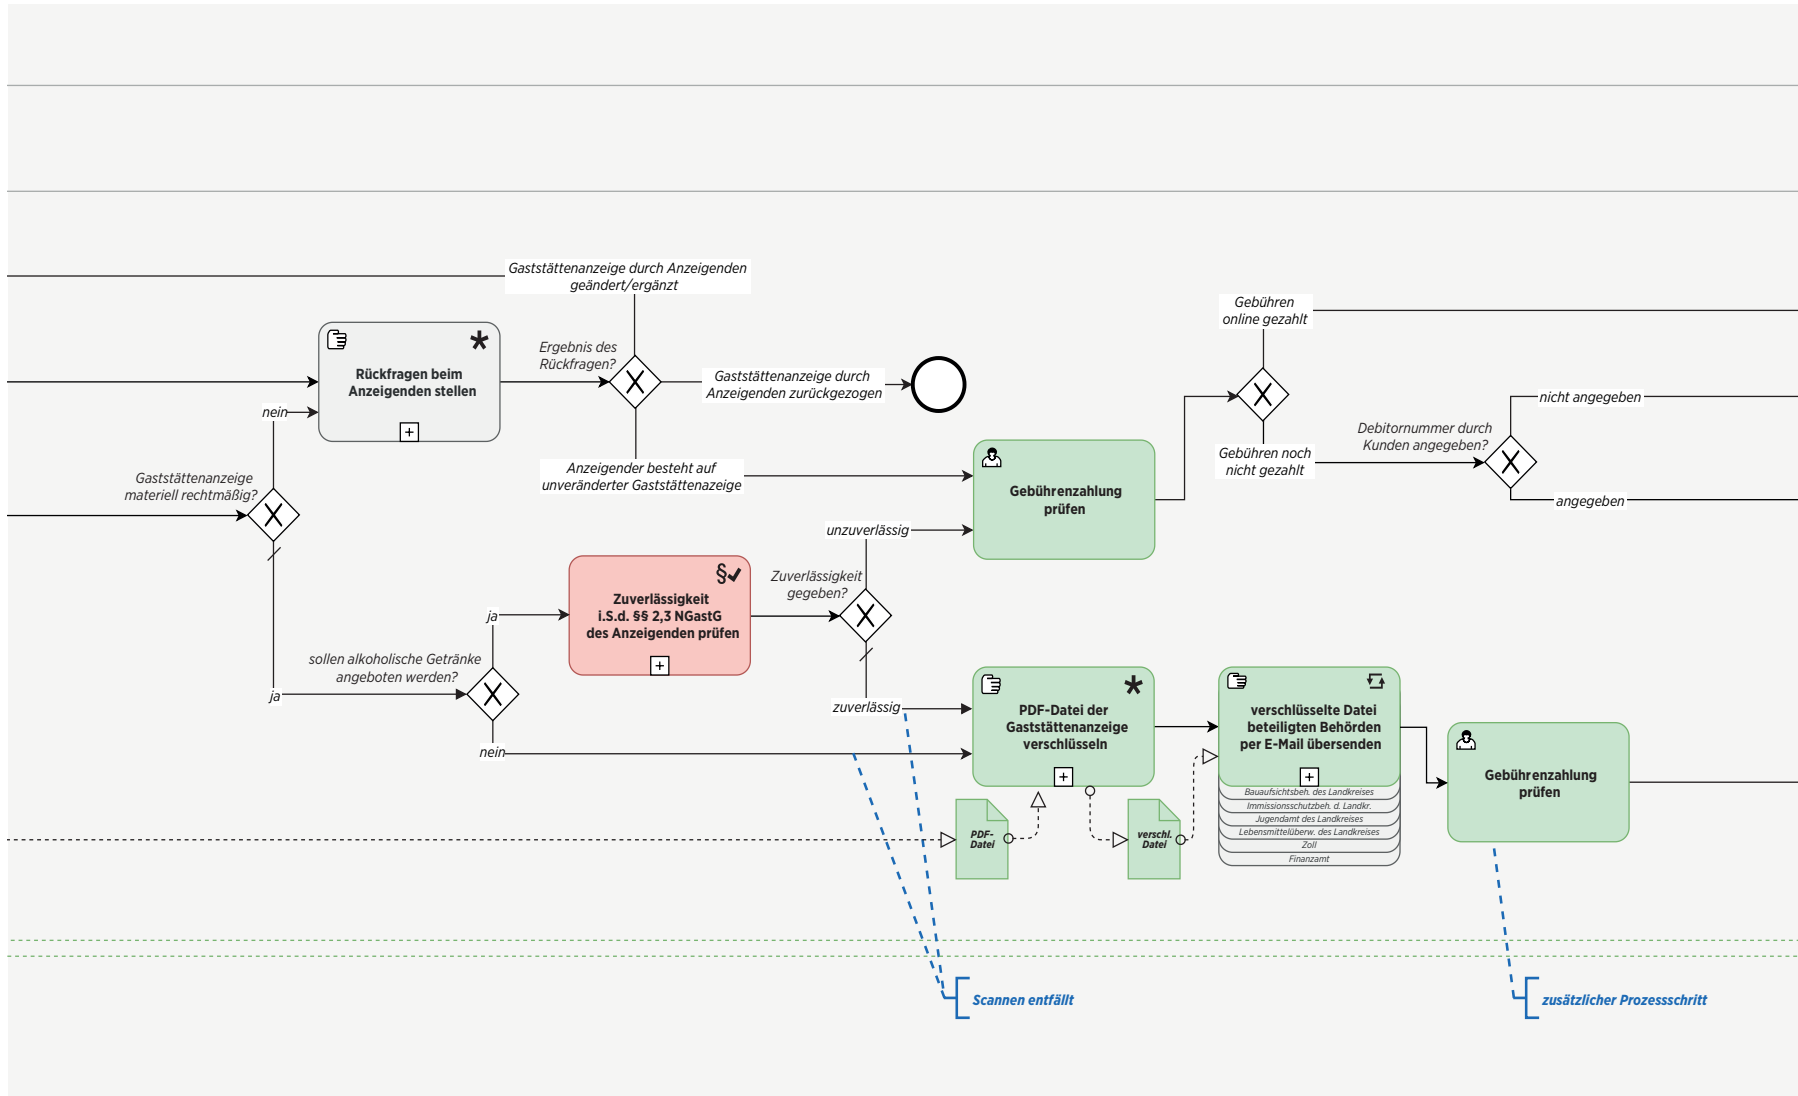 Gaststättenanzeige durch Anzeigenden
geändert/ergänzt
Rückfragen beim
Anzeigenden stellen
Ergebnis des
Rückfragen?
Gaststättenanzeige durch
Anzeigenden zurückgezogen
nein
Anzeigender besteht auf
unveränderter Gaststättenazeige
Gaststättenanzeige
materiell rechtmäßig?
Gebührenzahlung
prüfen
Gebühren
online gezahlt
Gebühren noch
nicht gezahlt
Debitornummer durch
Kunden angegeben?
nicht angegeben
angegeben
unzuverlässig
§
Zuverlässigkeit
i.S.d. §§ 2,3 NGastG
des Anzeigenden prüfen
Zuverlässigkeit
gegeben?
ja
sollen alkoholische Getränke
angeboten werden?
ja
nein
zuverlässig
PDF-Datei der
Gaststättenanzeige
verschlüsseln
verschlüsselte Datei
beteiligten Behörden
per E-Mail übersenden
Bauaufsichtsbeh. des Landkreises
Immissionsschutzbeh. d. Landkr.
Jugendamt des Landkreises
Lebensmittelüberw. des Landkreises
Zoll
Finanzamt
Gebührenzahlung
prüfen
PDF-
Datei
verschl.
Datei
Scannen entfällt
zusätzlicher Prozessschritt